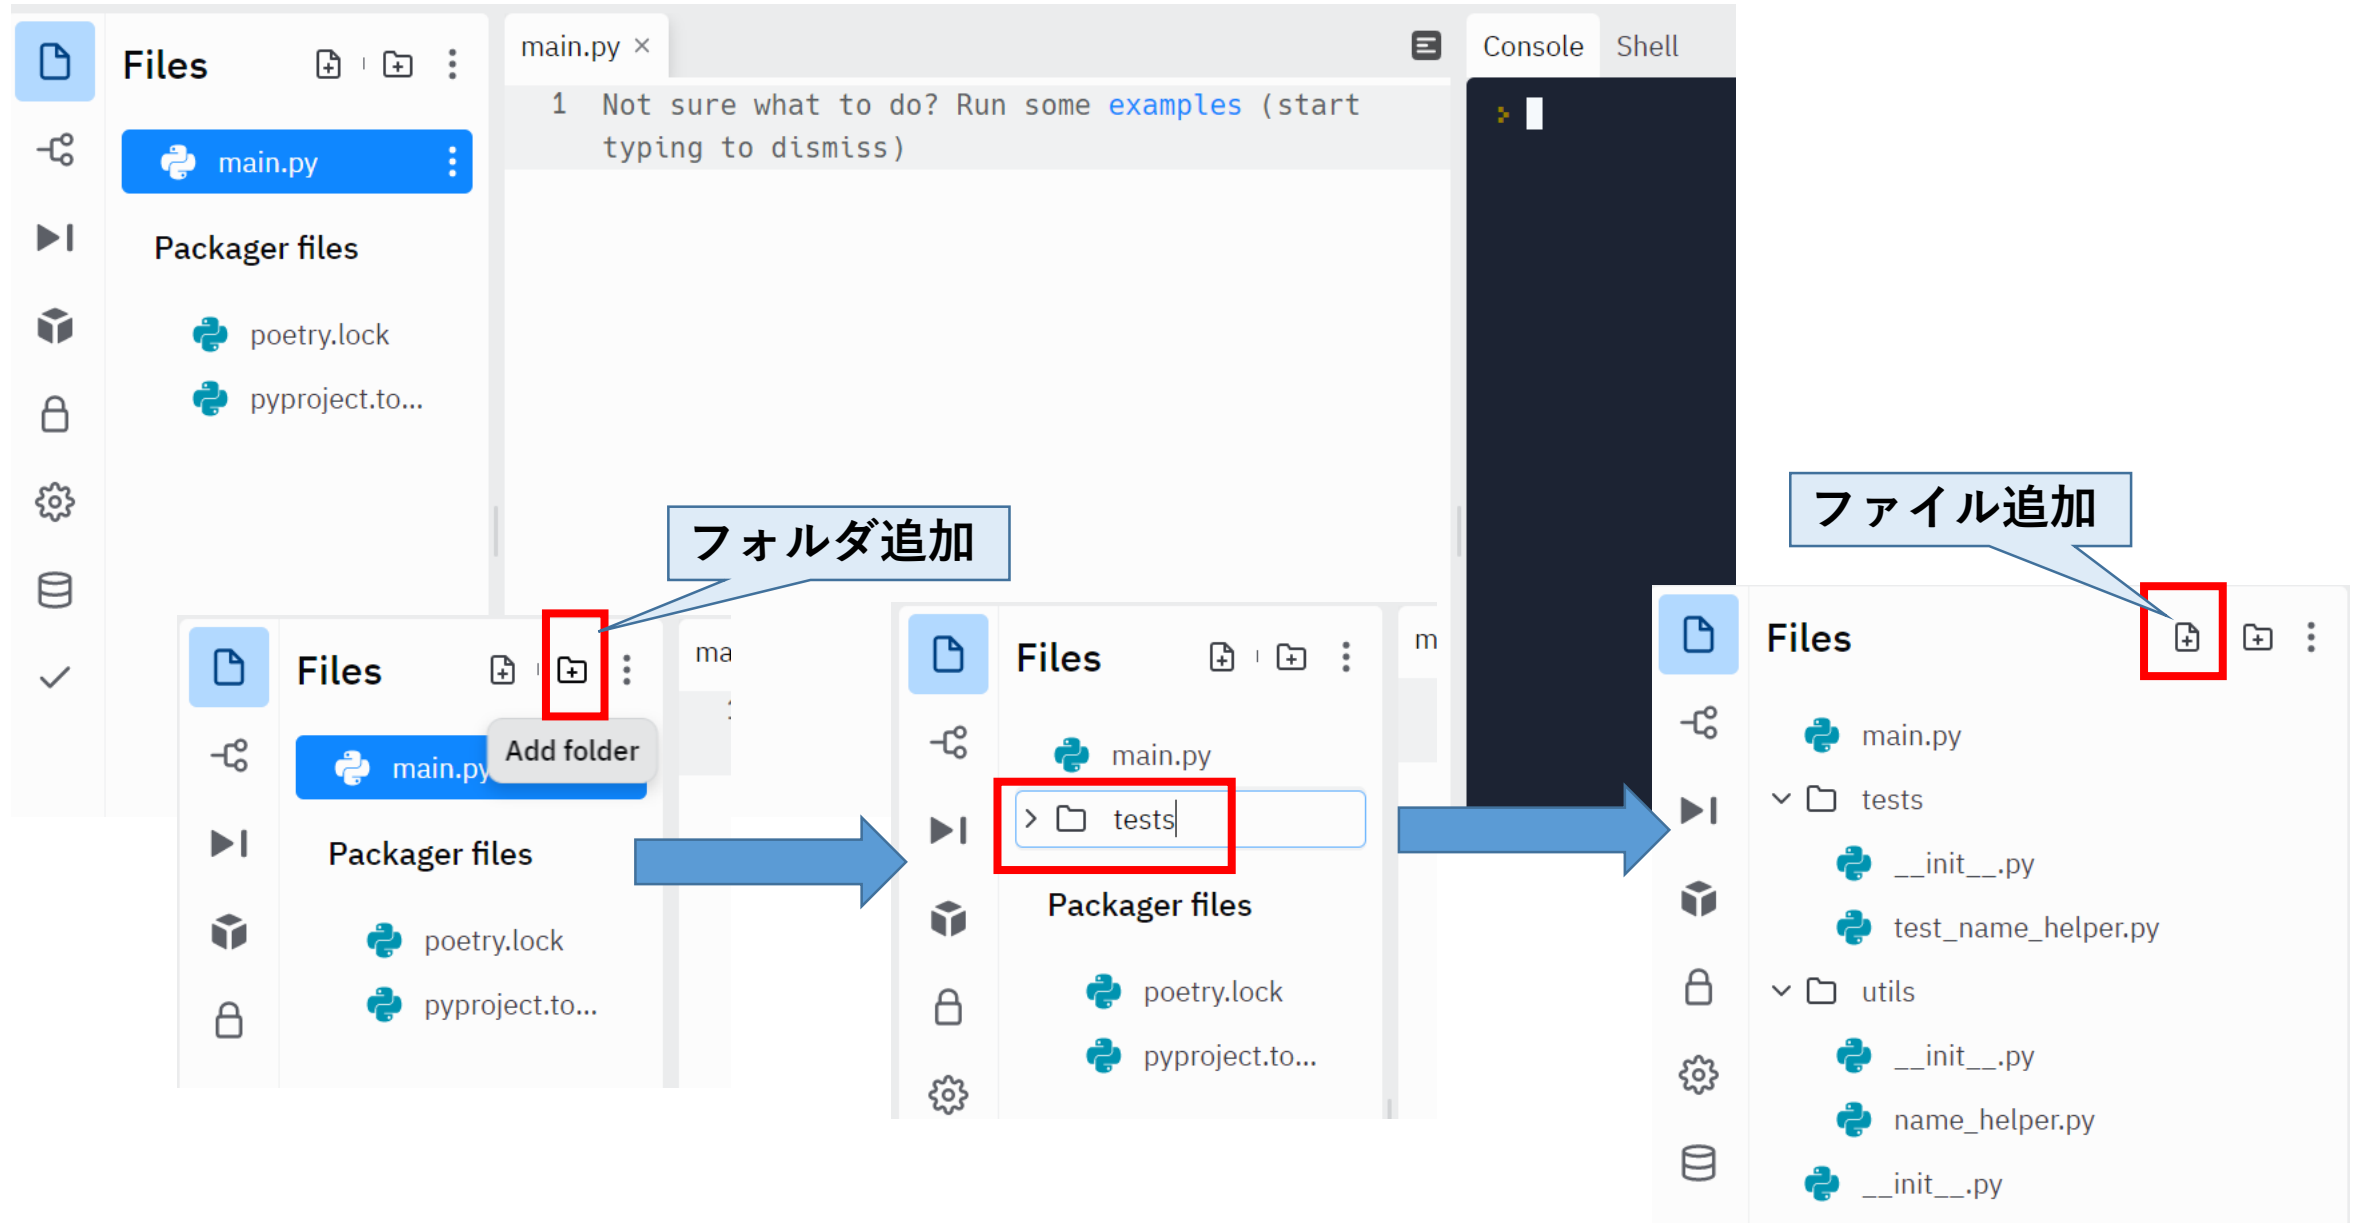 Files
main.py
Packager files
poetry.lock
pyproject.to...
main.py ×
1 Not sure what to do? Run some examples (start
typing to dismiss)
Console Shell
フォルダ追加
Files
Add folder
main.py
Packager files
poetry.lock
pyproject.to...
ma
Files
main.py
tests
Packager files
poetry.lock
pyproject.to...
m
ファイル追加
Files
main.py
tests
__init__.py
test_name_helper.py
utils
__init__.py
name_helper.py
__init__.py